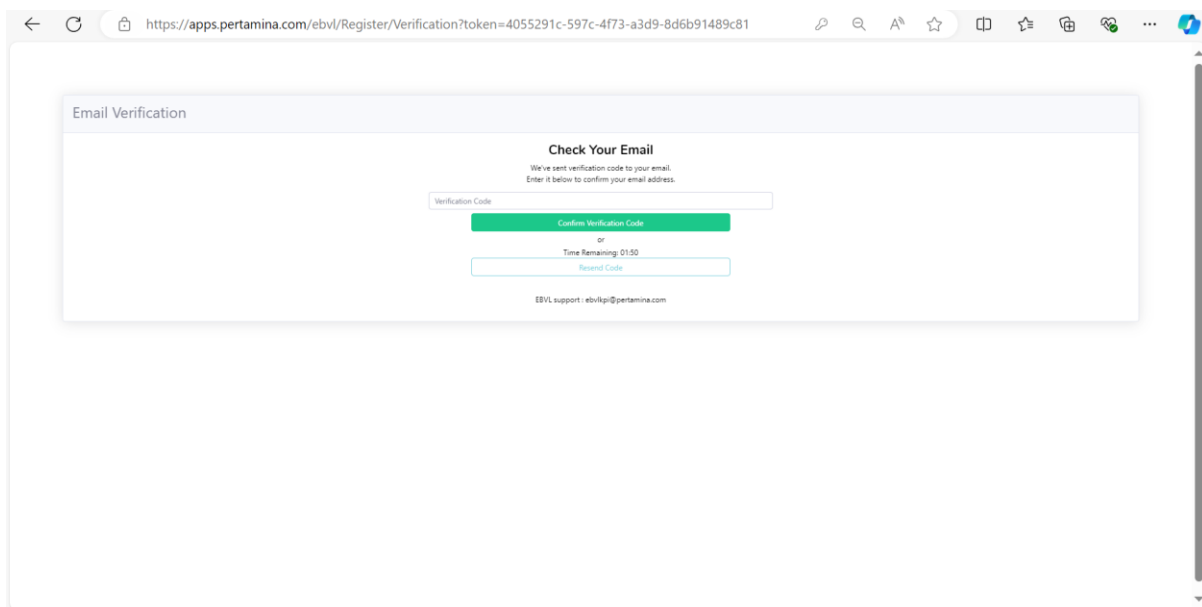 https://apps.pertamina.com/ebvl/Register/Verification?token=4055291c-597c-4f73-a3d9-8d6b91489c81
Email Verification
Check Your Email
We've sent verification code to your email.
Enter it below to confirm your email address.
Verification Code
Confirm Verification Code
or
Time Remaining: 01:50
Resend Code
EBVL support : ebvlkpi@pertamina.com